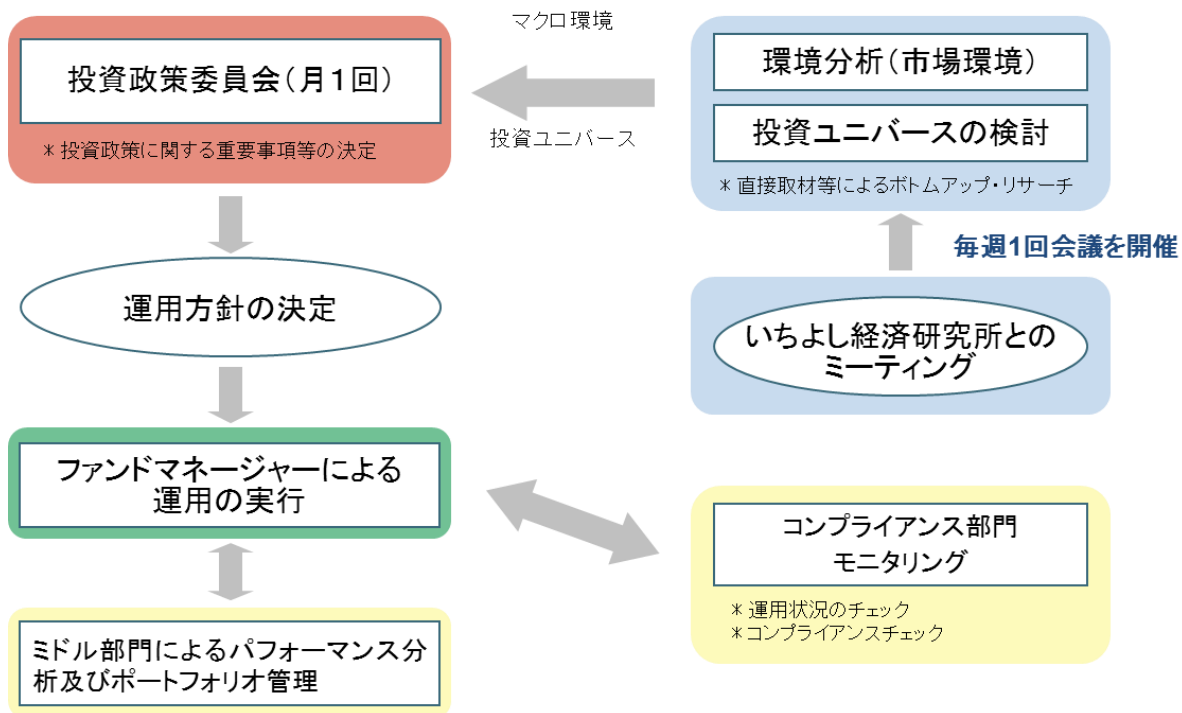 マクロ環境
投資政策委員会(月1回)
*投資政策に関する重要事項等の決定
投資ユニバース
環境分析(市場環境)
投資ユニバースの検討
*直接取材等によるボトムアップ・リサーチ
毎週1回会議を開催
いちよし経済研究所との
ミーティング
運用方針の決定
ファンドマネージャーによる
運用の実行
コンプライアンス部門
モニタリング
*運用状況のチェック
*コンプライアンスチェック
ミドル部門によるパフォーマンス分
析及びポートフォリオ管理